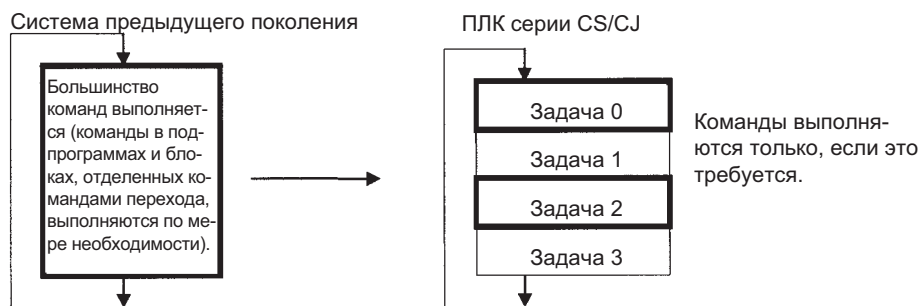 Система предыдущего поколения
Большинство
команд выполняет-
ся (команды в под-
программах и бло-
ках, отделенных ко-
мандами перехода,
выполняются по ме-
ре необходимости).
ПЛК серии CS/CJ
Задача 0
Задача 1
Задача 2
Задача 3
Команды выполня-
ются только, если это
требуется.